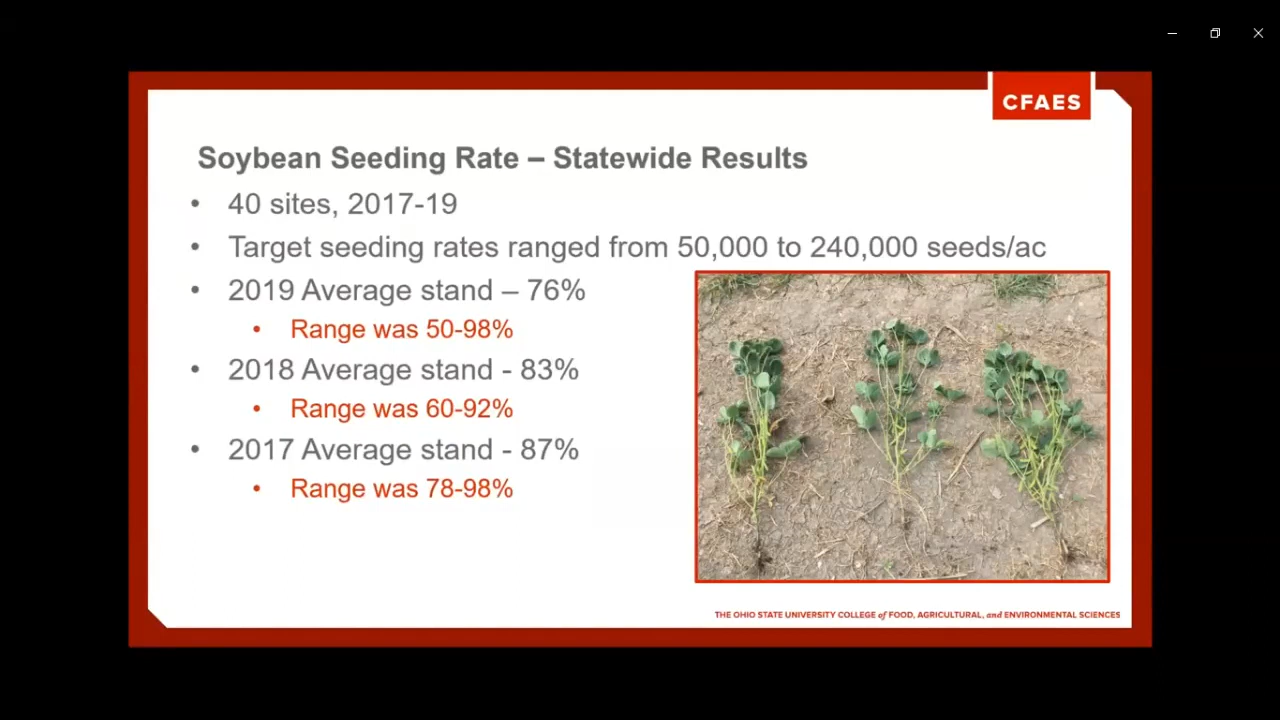 CFAES
Soybean Seeding Rate – Statewide Results
• 40 sites, 2017-19
• Target seeding rates ranged from 50,000 to 240,000 seeds/ac
• 2019 Average stand – 76%
• Range was 50-98%
• 2018 Average stand - 83%
• Range was 60-92%
• 2017 Average stand - 87%
• Range was 78-98%
THE OHIO STATE UNIVERSITY COLLEGE of FOOD, AGRICULTURAL, and ENVIRONMENTAL SCIENCES